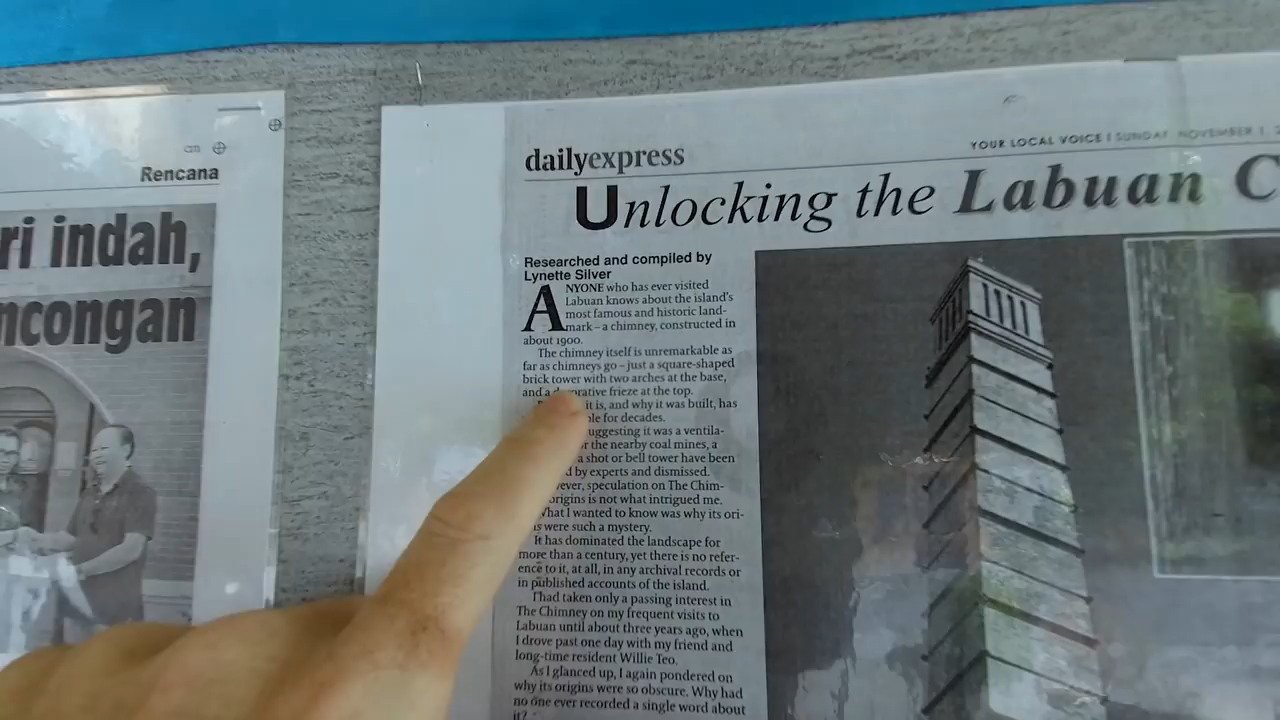 cm
Rencana
ri indah,
ncongan
dailyexpress
YOUR LOCAL VOICE | SUNDAY, NOVEMBER 1, 2
Unlocking the Labuan C
Researched and compiled by
Lynette Silver
ANYONE who has ever visited
Labuan knows about the island's
most famous and historic land-
mark – a chimney, constructed in
about 1900.
The chimney itself is unremarkable as
far as chimneys go – just a square-shaped
brick tower with two arches at the base,
and a rative frieze at the top.
it is, and why it was built, has
ble for decades.
uggesting it was a ventila-
r the nearby coal mines, a
a shot or bell tower have been
d by experts and dismissed.
ever, speculation on The Chim-
origins is not what intrigued me.
What I wanted to know was why its ori-
s were such a mystery.
It has dominated the landscape for
more than a century, yet there is no refer-
ence to it, at all, in any archival records or
in published accounts of the island.
I had taken only a passing interest in
The Chimney on my frequent visits to
Labuan until about three years ago, when
I drove past one day with my friend and
long-time resident Willie Teo.
As I glanced up, I again pondered on
why its origins were so obscure. Why had
no one ever recorded a single word about
it?